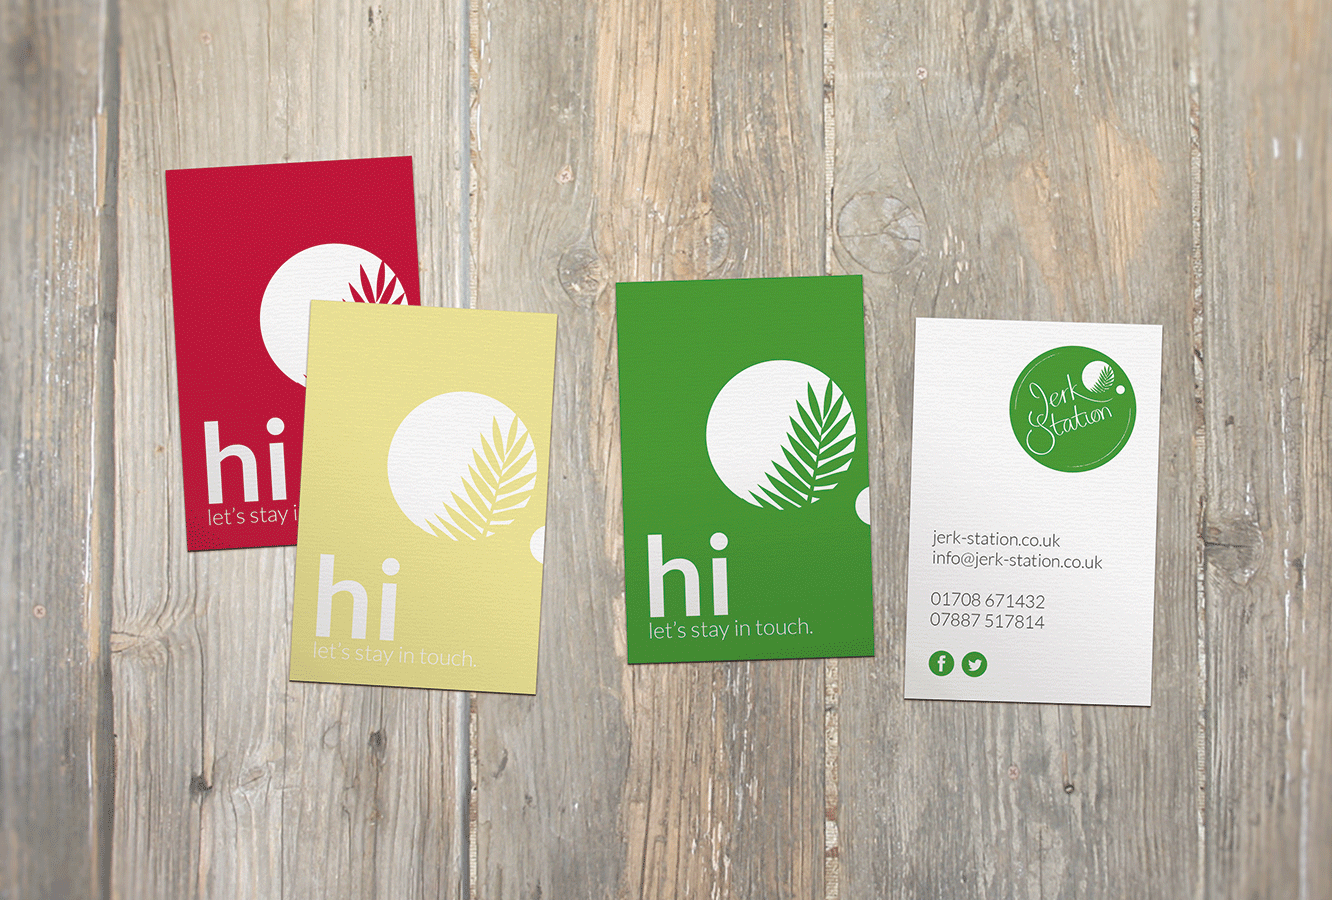 hi
let's stay i
hi
let's stay in touch.
hi
let's stay in touch.
Jerk
Station
jerk-station.co.uk
info@jerk-station.co.uk
01708 671432
07887 517814
f